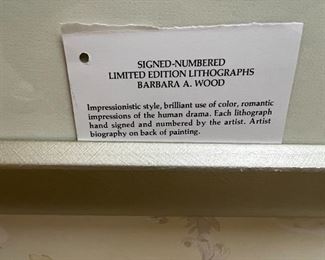 SIGNED-NUMBERED
LIMITED EDITION LITHOGRAPHS
BARBARA A. WOOD
Impressionistic style, brilliant use of color, romantic
impressions of the human drama. Each lithograph
hand signed and numbered by the artist. Artist
biography on back of painting.